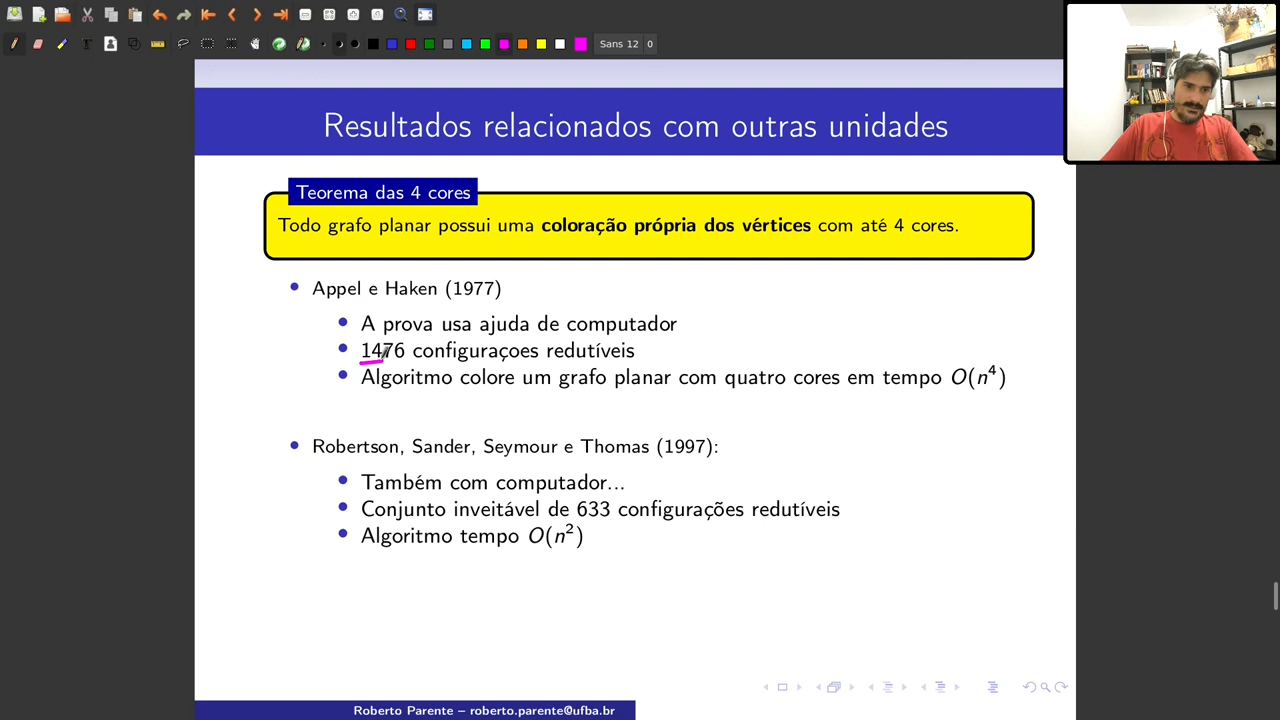 Sans 12 0
Resultados relacionados com outras unidades
Teorema das 4 cores
Todo grafo planar possui uma coloração própria dos vértices com até 4 cores.
Appel e Haken (1977)
A prova usa ajuda de computador
1476 configuraçoes redutíveis
Algoritmo colore um grafo planar com quatro cores em tempo O(n⁴)
Robertson, Sander, Seymour e Thomas (1997):
Também com computador...
Conjunto inveitável de 633 configurações redutíveis
Algoritmo tempo O(n²)
Roberto Parente – roberto.parente@ufba.br